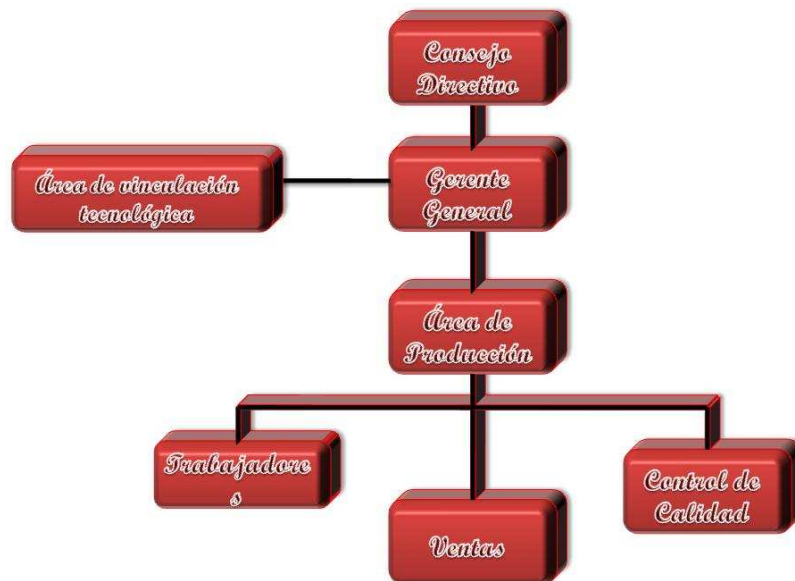 Consejo
Directivo
Área de vinculación
tecnológica
Gerente
General
Área de
Producción
Trabajadore
s
Control de
Calidad
Ventas